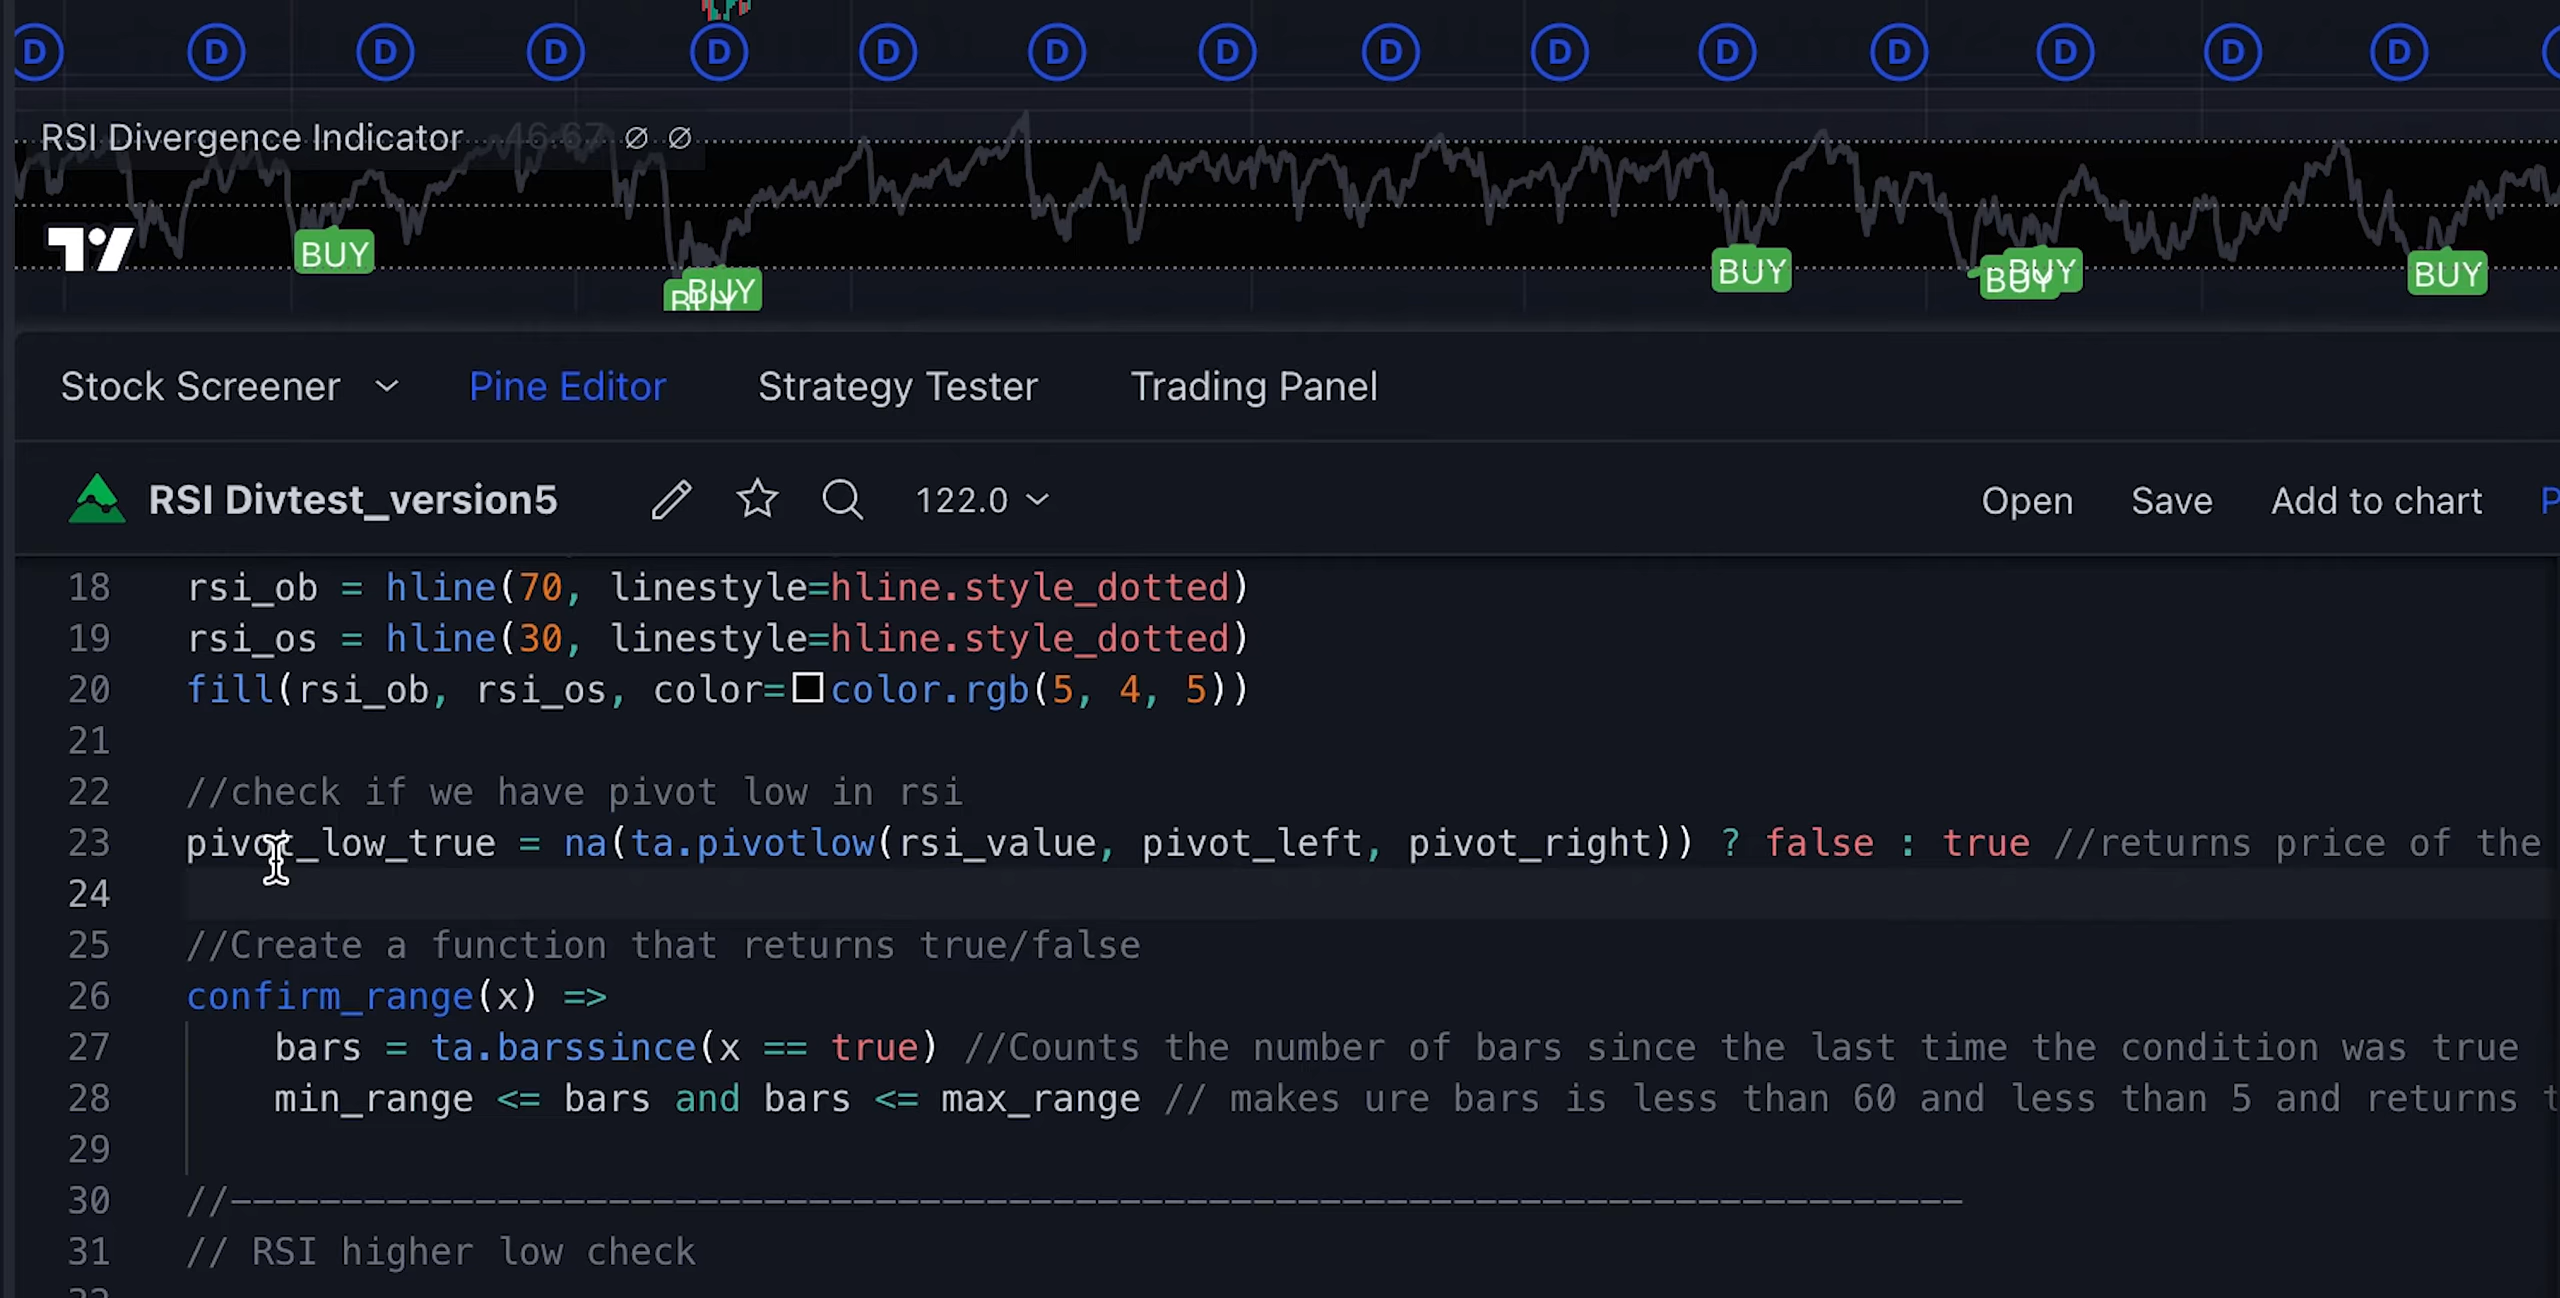 D D D D D D D D D D D D D D D
RSI Divergence Indicator 46.67 ∅ ∅
BUY
BUY
BUY
BUY
BUY
BUY
BUY
Stock Screener Pine Editor Strategy Tester Trading Panel
RSI Divtest_version5 122.0 Open Save Add to chart
18 rsi_ob = hline(70, linestyle=hline.style_dotted)
19 rsi_os = hline(30, linestyle=hline.style_dotted)
20 fill(rsi_ob, rsi_os, color=color.rgb(5, 4, 5))
21
22 //check if we have pivot low in rsi
23 pivot_low_true = na(ta.pivotlow(rsi_value, pivot_left, pivot_right)) ? false : true //returns price of the
24
25 //Create a function that returns true/false
26 confirm_range(x) =>
27 bars = ta.barssince(x == true) //Counts the number of bars since the last time the condition was true
28 min_range <= bars and bars <= max_range // makes ure bars is less than 60 and less than 5 and returns
29
30 //------------------------------------------------------------------------------
31 // RSI higher low check